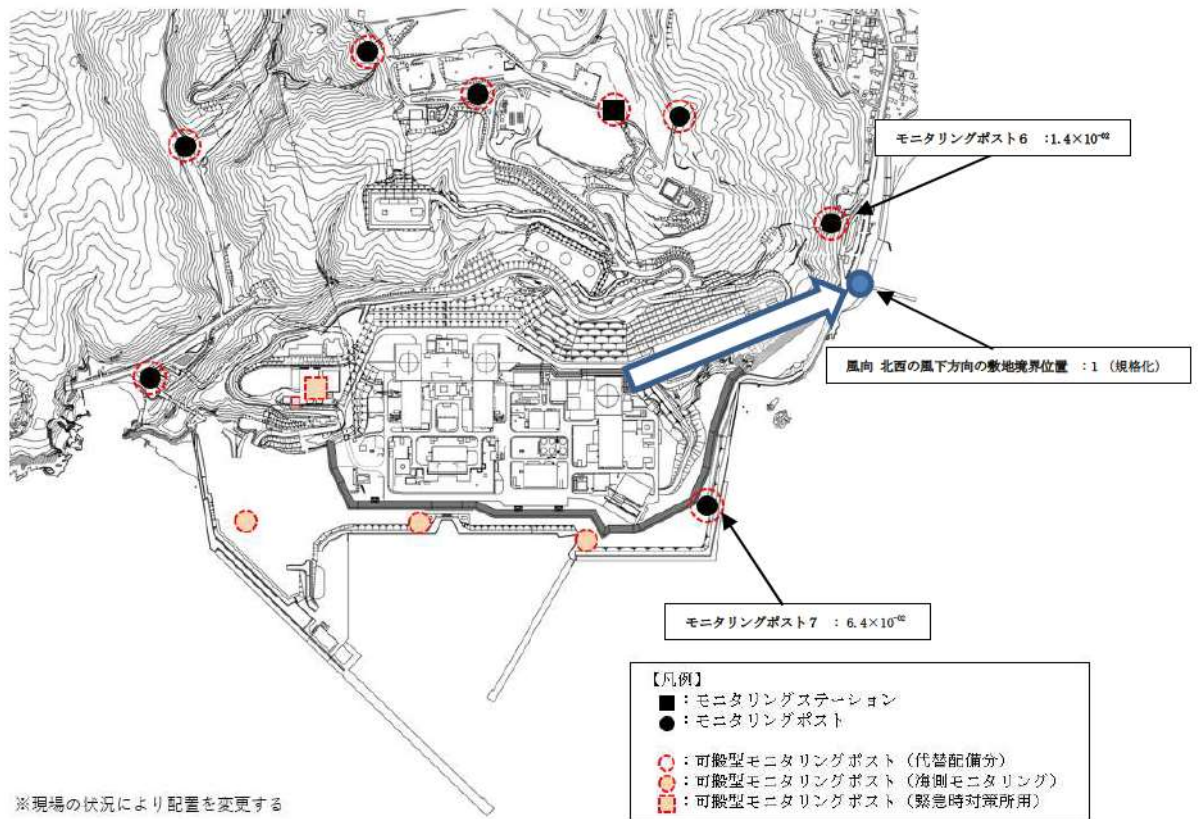 モニタリングポスト6 :1.4×10⁻⁰²
風向 北西の風下方向の敷地境界位置 :1 (規格化)
モニタリングポスト7 :6.4×10⁻⁰²
【凡例】
■:モニタリングステーション
●:モニタリングポスト
:可搬型モニタリングポスト(代替配備分)
:可搬型モニタリングポスト(海側モニタリング)
:可搬型モニタリングポスト(緊急時対策所用)
※現場の状況により配置を変更する